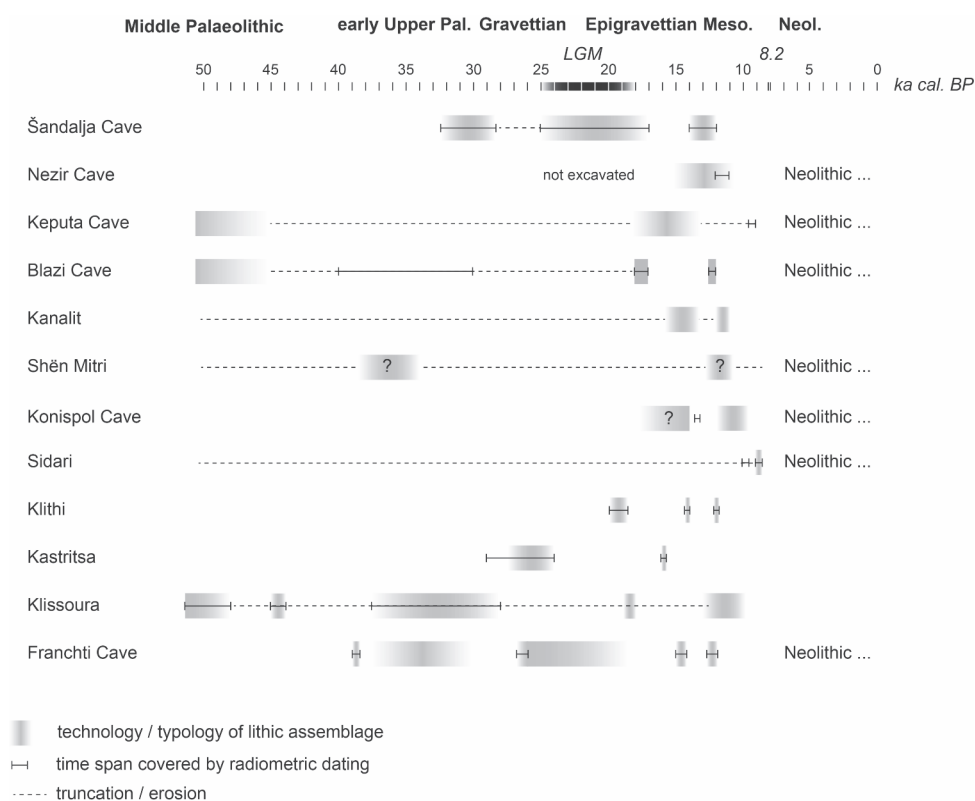 Middle Palaeolithic early Upper Pal. Gravettian Epigravettian Meso. Neol.
LGM 8.2
50 45 40 35 30 25 20 15 10 5 0 ka cal. BP
Šandalja Cave
Nezir Cave not excavated Neolithic ...
Keputa Cave Neolithic ...
Blazi Cave Neolithic ...
Kanalit
Shën Mitri ? ? Neolithic ...
Konispol Cave ? Neolithic ...
Sidari Neolithic ...
Klithi
Kastritsa
Klissoura
Franchti Cave Neolithic ...
technology / typology of lithic assemblage
time span covered by radiometric dating
truncation / erosion